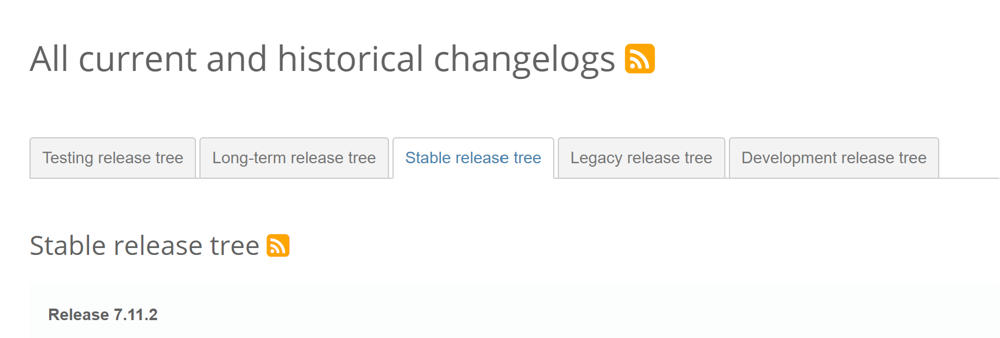 All current and historical changelogs
Testing release tree
Long-term release tree
Stable release tree
Legacy release tree
Development release tree
Stable release tree
Release 7.11.2